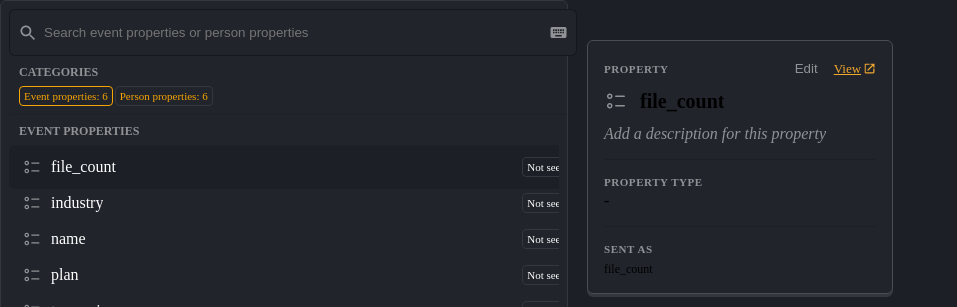 Search event properties or person properties
CATEGORIES
Event properties: 6
Person properties: 6
EVENT PROPERTIES
file_count
Not see
industry
Not see
name
Not see
plan
Not see
PROPERTY
Edit
View
file_count
Add a description for this property
PROPERTY TYPE
-
SENT AS
file_count